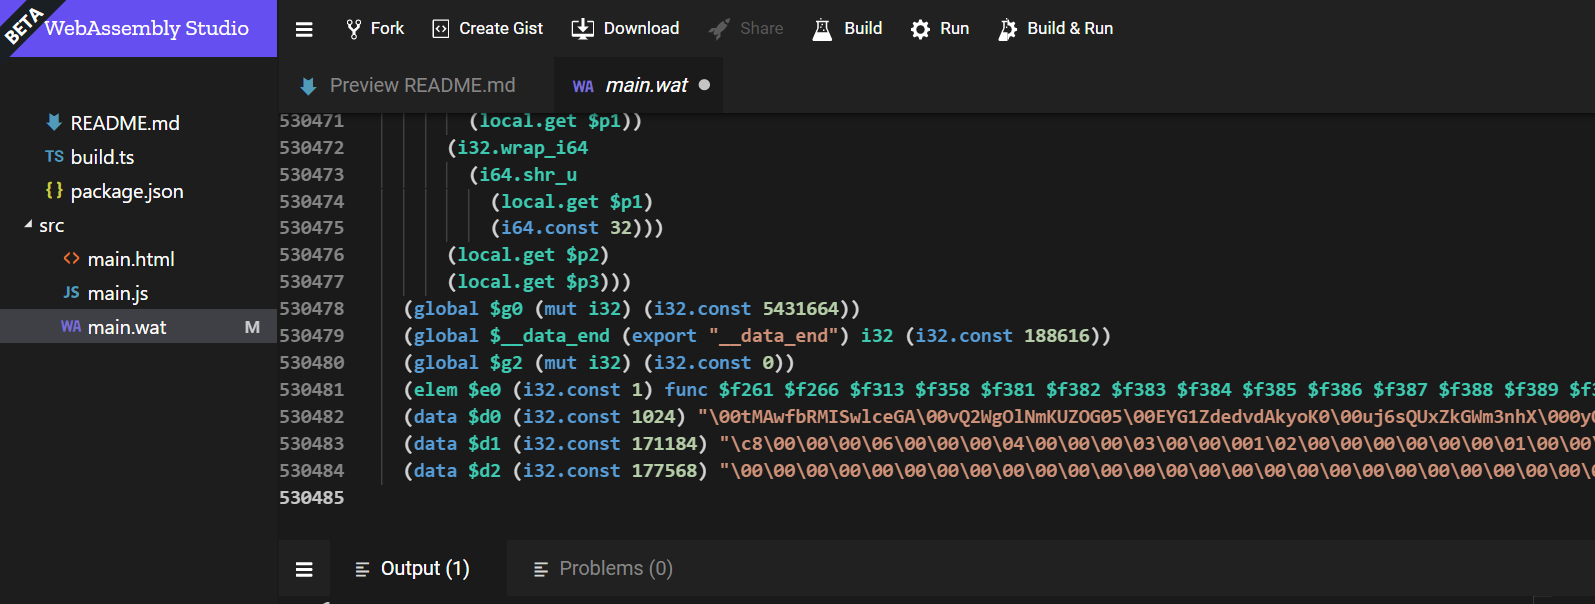 BETA
WebAssembly Studio
Fork Create Gist Download Share Build Run Build & Run
Preview README.md WA main.wat
README.md
TS build.ts
{} package.json
src
<> main.html
JS main.js
WA main.wat M
530471 (local.get $p1))
530472 (i32.wrap_i64
530473 (i64.shr_u
530474 (local.get $p1)
530475 (i64.const 32)))
530476 (local.get $p2)
530477 (local.get $p3)))
530478 (global $g0 (mut i32) (i32.const 5431664))
530479 (global $__data_end (export "__data_end") i32 (i32.const 188616))
530480 (global $g2 (mut i32) (i32.const 0))
530481 (elem $e0 (i32.const 1) func $f261 $f266 $f313 $f358 $f381 $f382 $f383 $f384 $f385 $f386 $f387 $f388 $f389
530482 (data $d0 (i32.const 1024) "\00tMAwfbRMISwlceGA\00vQ2WgOlNmKUZOG05\00EYG1ZdedvdAkyoK0\00uj6sQUxZkGWm3nhX\000y
530483 (data $d1 (i32.const 171184) "\c8\00\00\00\06\00\00\00\04\00\00\00\03\00\00\001\02\00\00\00\00\00\00\01\00\00
530484 (data $d2 (i32.const 177568) "\00\00\00\00\00\00\00\00\00\00\00\00\00\00\00\00\00\00\00\00\00\00\00\00\00\00
530485
Output (1) Problems (0)